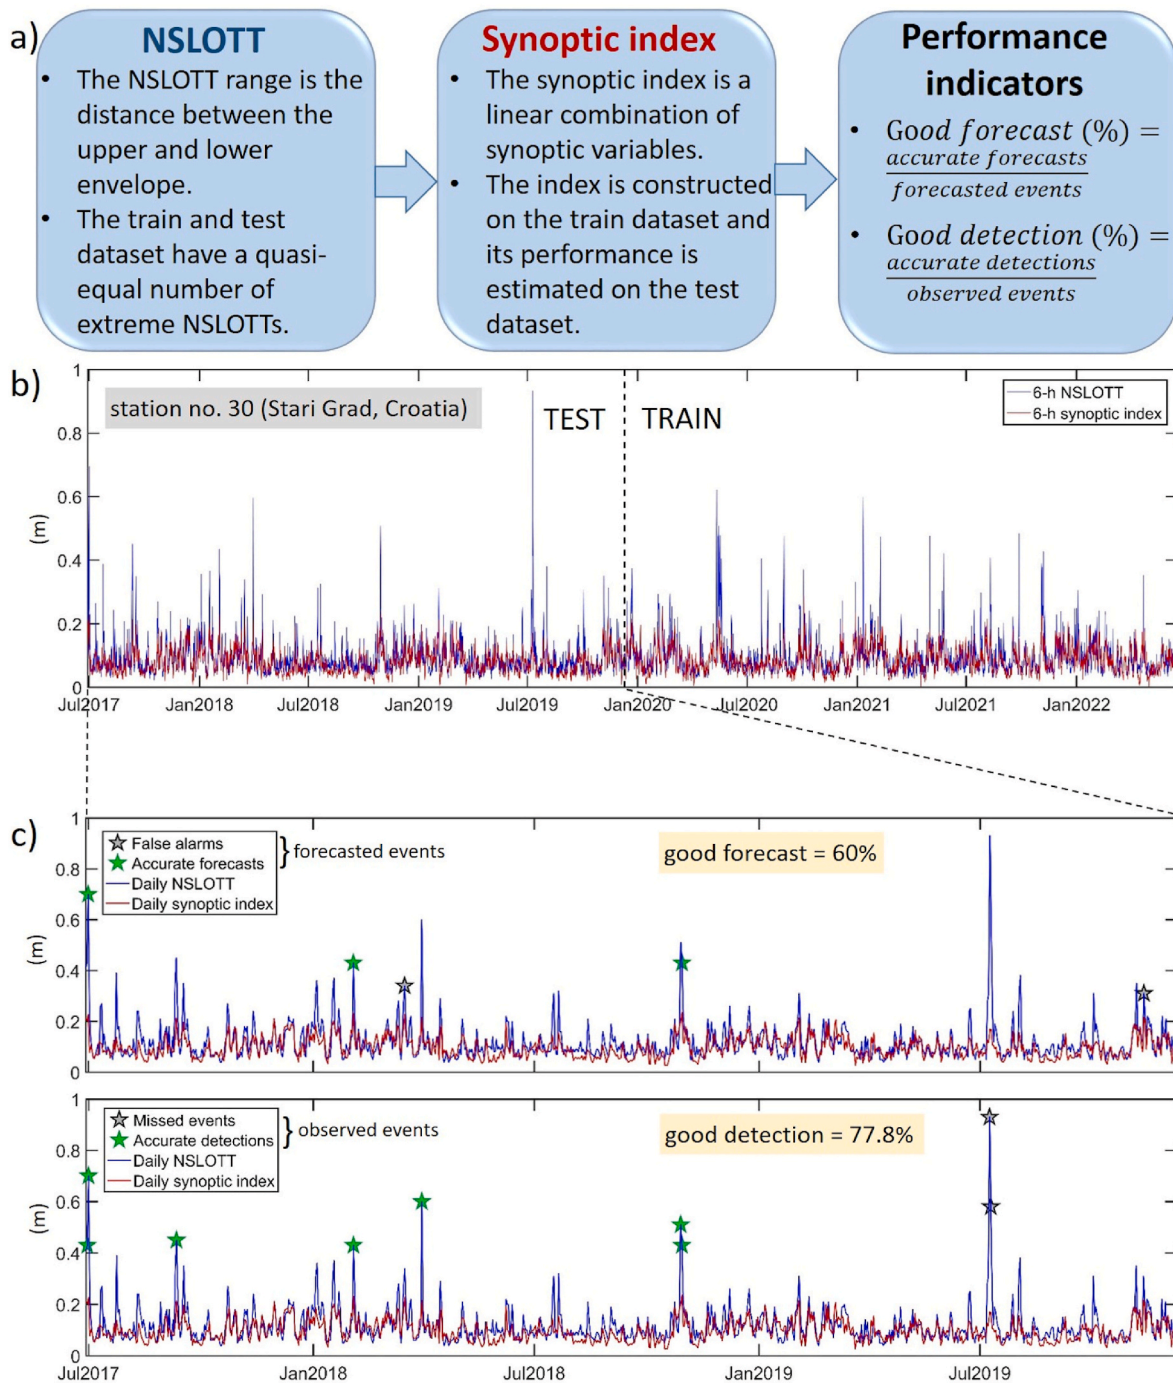 a)
NSLOTT
• The NSLOTT range is the
distance between the
upper and lower
envelope.
• The train and test
dataset have a quasi-
equal number of
extreme NSLOTTs.
Synoptic index
• The synoptic index is a
linear combination of
synoptic variables.
• The index is constructed
on the train dataset and
its performance is
estimated on the test
dataset.
Performance
indicators
• Good forecast (%) =
accurate forecasts
forecasted events
• Good detection (%) =
accurate detections
observed events
b)
station no. 30 (Stari Grad, Croatia)
TEST
TRAIN
6-h NSLOTT
6-h synoptic index
1
0.8
0.6
0.4
0.2
0
(m)
Jul2017 Jan2018 Jul2018 Jan2019 Jul2019 Jan2020 Jul2020 Jan2021 Jul2021 Jan2022
c)
False alarms
Accurate forecasts
} forecasted events
Daily NSLOTT
Daily synoptic index
good forecast = 60%
1
0.8
0.6
0.4
0.2
0
(m)
Missed events
Accurate detections
} observed events
Daily NSLOTT
Daily synoptic index
good detection = 77.8%
1
0.8
0.6
0.4
0.2
0
(m)
Jul2017 Jan2018 Jul2018 Jan2019 Jul2019